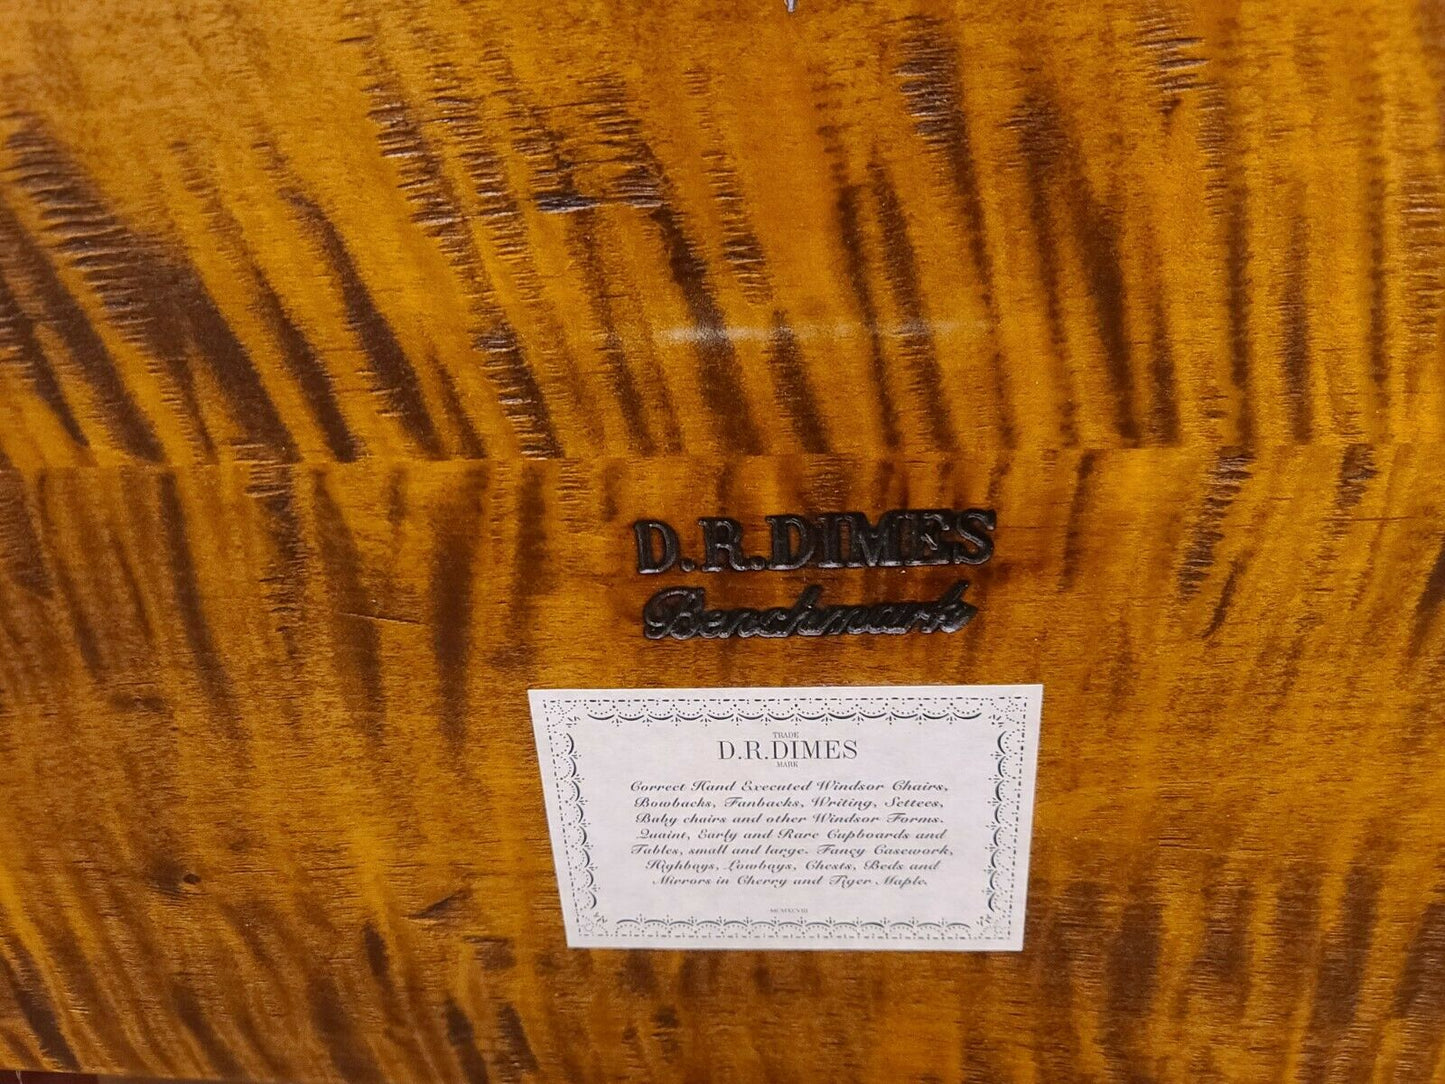 D.R.DIMES
Benchmark
TRADE
D.R.DIMES
MARK
Correct Hand Executed Windsor Chairs,
Bowbacks, Fanbacks, Writing, Settees,
Baby chairs and other Windsor Forms.
Quaint, Early and Rare Cupboards and
Tables, small and large. Fancy Casework,
Highboys, Lowboys, Chests, Beds and
Mirrors in Cherry and Tiger Maple.
MCMXCVIII